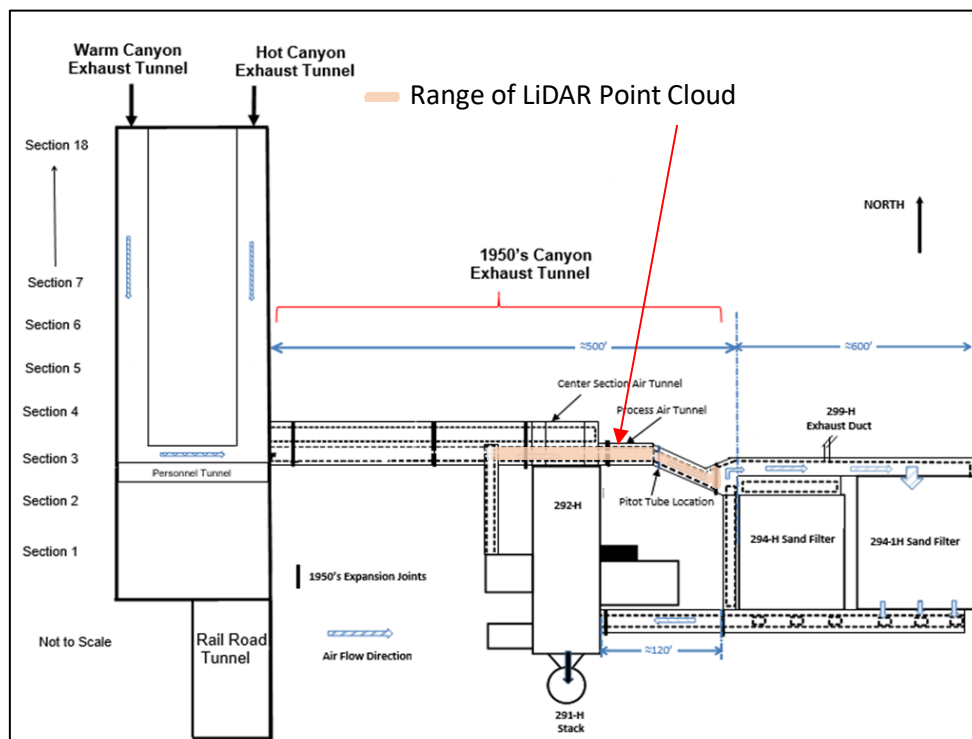 Warm Canyon
Exhaust Tunnel
Hot Canyon
Exhaust Tunnel
Range of LiDAR Point Cloud
Section 18
NORTH
1950's Canyon
Exhaust Tunnel
Section 7
Section 6
≈500'
≈600'
Section 5
Center Section Air Tunnel
Section 4
Process Air Tunnel
299-H
Exhaust Duct
Section 3
Personnel Tunnel
Section 2
292-H
Pitot Tube Location
294-H Sand Filter
294-1H Sand Filter
Section 1
1950's Expansion Joints
Not to Scale
Rail Road
Tunnel
Air Flow Direction
≈120'
291-H
Stack